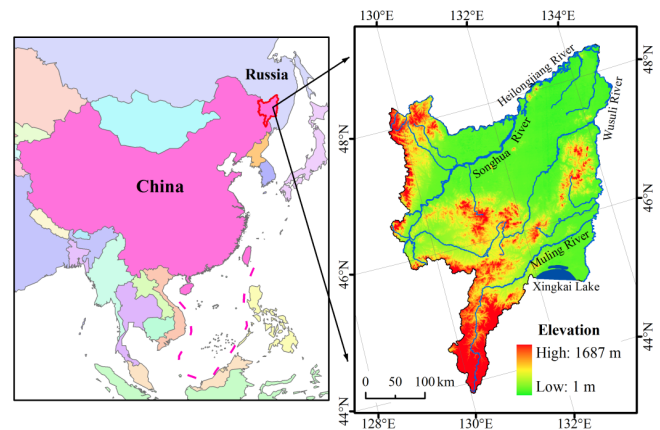 Russia
China
130°E
132°E
134°E
48°N
48°N
46°N
46°N
44°N
44°N
Heilongjiang River
Wusuli River
Songhua River
Muling River
Xingkai Lake
Elevation
High: 1687 m
Low: 1 m
0 50 100 km
128°E
130°E
132°E